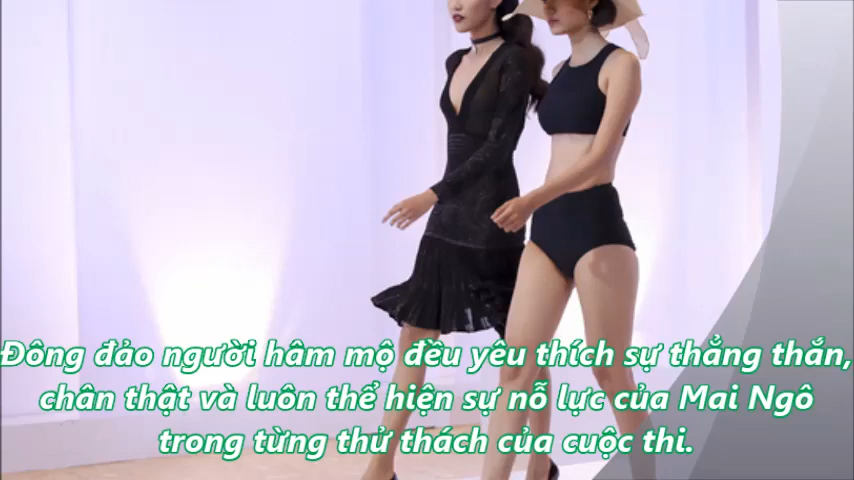 Đông đảo người hâm mộ đều yêu thích sự thẳng thắn,
chân thật và luôn thể hiện sự nỗ lực của Mai Ngô
trong từng thử thách của cuộc thi.